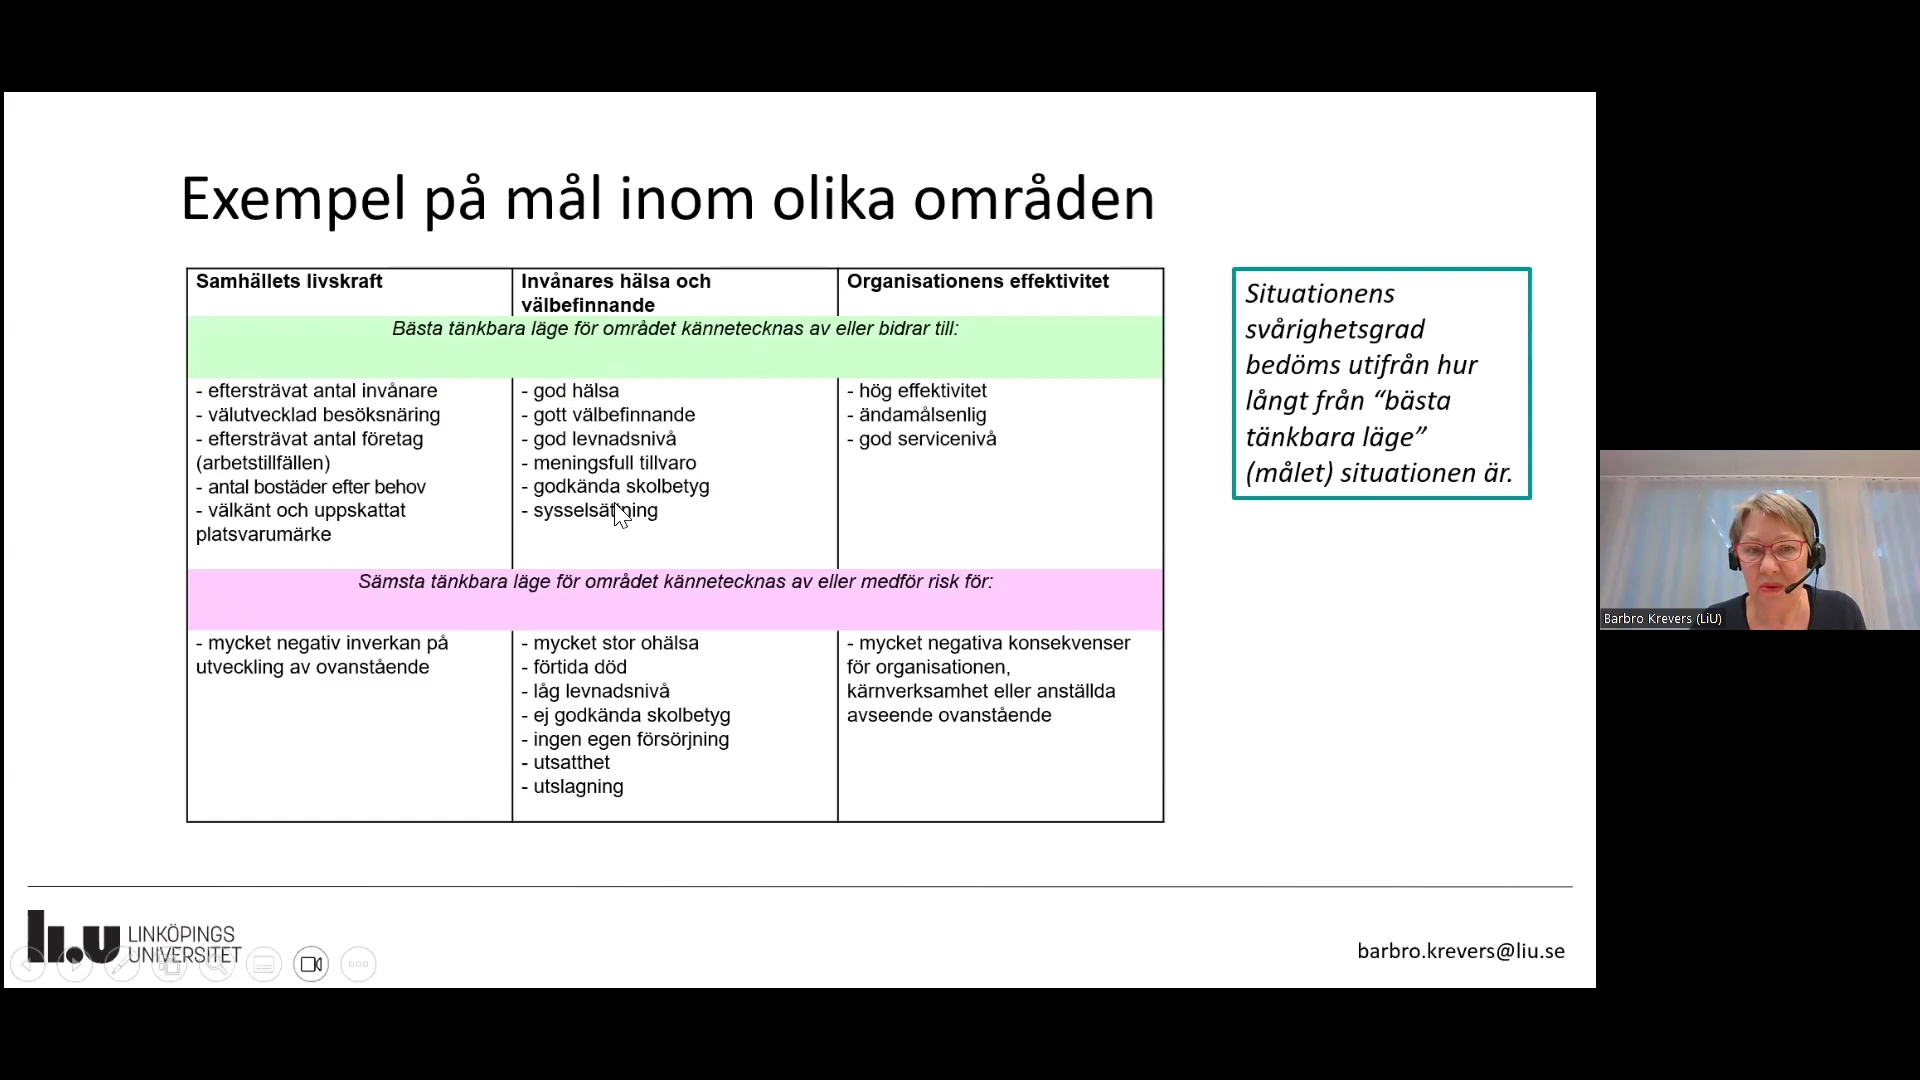 Exempel på mål inom olika områden
Samhällets livskraft
Invånares hälsa och
välbefinnande
Organisationens effektivitet
Bästa tänkbara läge för området kännetecknas av eller bidrar till:
- eftersträvat antal invånare
- välutvecklad besöksnäring
- eftersträvat antal företag
(arbetstillfällen)
- antal bostäder efter behov
- välkänt och uppskattat
platsvarumärke
- god hälsa
- gott välbefinnande
- god levnadsnivå
- meningsfull tillvaro
- godkända skolbetyg
- sysselsättning
- hög effektivitet
- ändamålsenlig
- god servicenivå
Sämsta tänkbara läge för området kännetecknas av eller medför risk för:
- mycket negativ inverkan på
utveckling av ovanstående
- mycket stor ohälsa
- förtida död
- låg levnadsnivå
- ej godkända skolbetyg
- ingen egen försörjning
- utsatthet
- utslagning
- mycket negativa konsekvenser
för organisationen,
kärnverksamhet eller anställda
avseende ovanstående
Situationens
svårighetsgrad
bedöms utifrån hur
långt från “bästa
tänkbara läge”
(målet) situationen är.
Barbro Krevers (LiU)
LiU LINKÖPINGS
UNIVERSITET
barbro.krevers@liu.se